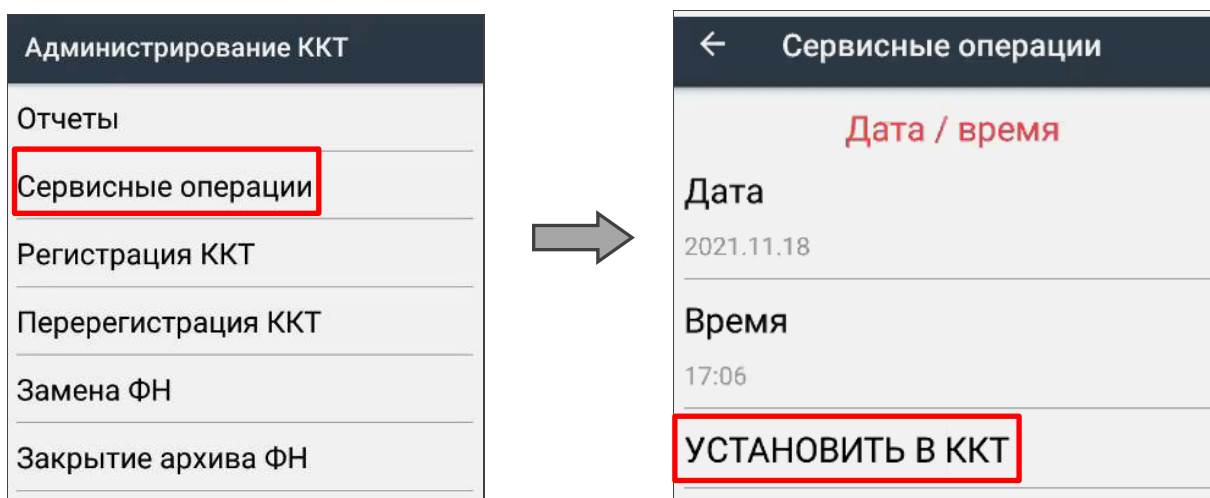 Администрирование ККТ
Отчеты
Сервисные операции
Регистрация ККТ
Перерегистрация ККТ
Замена ФН
Закрытие архива ФН
Сервисные операции
Дата / время
Дата
2021.11.18
Время
17:06
УСТАНОВИТЬ В ККТ